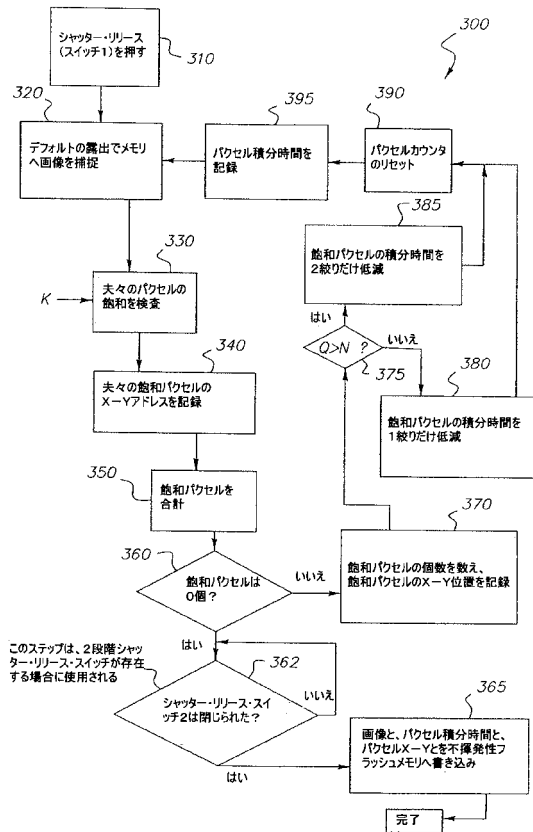 シャッター・リリース
(スイッチ1)を押す
310
300
320
デフォルトの露出でメモリ
へ画像を捕捉
395
パクセル積分時間を
記録
390
パクセルカウンタ
のリセット
385
飽和パクセルの積分時間を
2絞りだけ低減
330
K
夫々のパクセルの
飽和を検査
はい
Q>N ?
いいえ
375
340
夫々の飽和パクセルの
X-Yアドレスを記録
380
飽和パクセルの積分時間を
1絞りだけ低減
350
飽和パクセルを
合計
370
飽和パクセルの個数を数え、
飽和パクセルのX-Y位置を記録
360
飽和パクセルは
0個?
いいえ
はい
このステップは、2段階シャッ
ター・リリース・スイッチが存在
する場合に使用される
362
シャッター・リリース・スイ
ッチ2は閉じられた?
いいえ
はい
365
画像と、パクセル積分時間と、
パクセルX-Yとを不揮発性フ
ラッシュメモリへ書き込み
完了